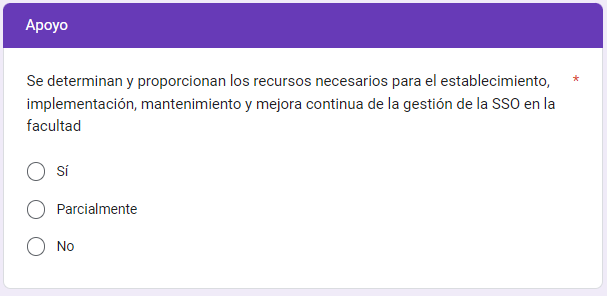 Apoyo
Se determinan y proporcionan los recursos necesarios para el establecimiento, *
implementación, mantenimiento y mejora continua de la gestión de la SSO en la
facultad
Sí
Parcialmente
No